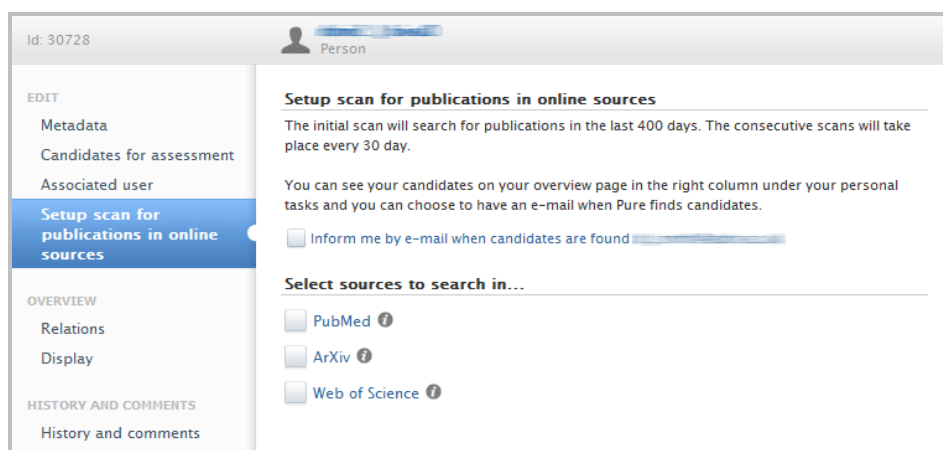 Id: 30728
Person
EDIT
Metadata
Candidates for assessment
Associated user
Setup scan for
publications in online
sources
OVERVIEW
Relations
Display
HISTORY AND COMMENTS
History and comments
Setup scan for publications in online sources
The initial scan will search for publications in the last 400 days. The consecutive scans will take
place every 30 day.
You can see your candidates on your overview page in the right column under your personal
tasks and you can choose to have an e-mail when Pure finds candidates.
Inform me by e-mail when candidates are found
Select sources to search in...
PubMed
ArXiv
Web of Science